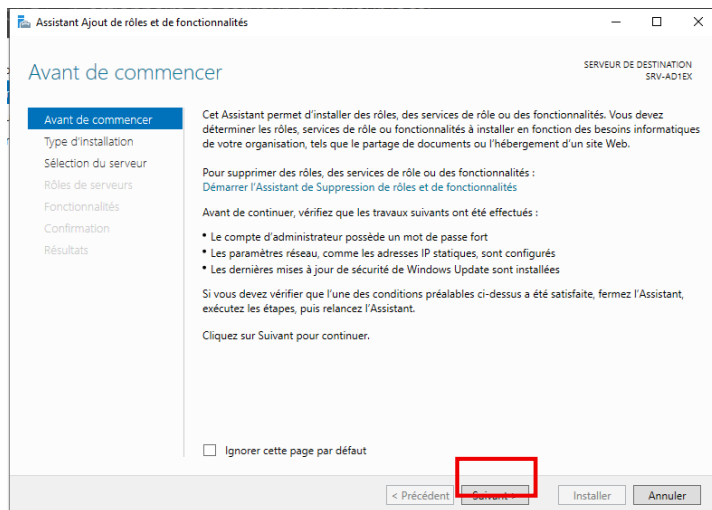 Assistant Ajout de rôles et de fonctionnalités
Avant de commencer
SERVEUR DE DESTINATION
SRV-AD1EX
Avant de commencer
Type d'installation
Sélection du serveur
Rôles de serveurs
Fonctionnalités
Confirmation
Résultats
Cet Assistant permet d'installer des rôles, des services de rôle ou des fonctionnalités. Vous devez
déterminer les rôles, services de rôle ou fonctionnalités à installer en fonction des besoins informatiques
de votre organisation, tels que le partage de documents ou l'hébergement d'un site Web.
Pour supprimer des rôles, des services de rôle ou des fonctionnalités :
Démarrer l'Assistant de Suppression de rôles et de fonctionnalités
Avant de continuer, vérifiez que les travaux suivants ont été effectués :
• Le compte d'administrateur possède un mot de passe fort
• Les paramètres réseau, comme les adresses IP statiques, sont configurés
• Les dernières mises à jour de sécurité de Windows Update sont installées
Si vous devez vérifier que l'une des conditions préalables ci-dessus a été satisfaite, fermez l'Assistant,
exécutez les étapes, puis relancez l'Assistant.
Cliquez sur Suivant pour continuer.
Ignorer cette page par défaut
< Précédent
Suivant >
Installer
Annuler